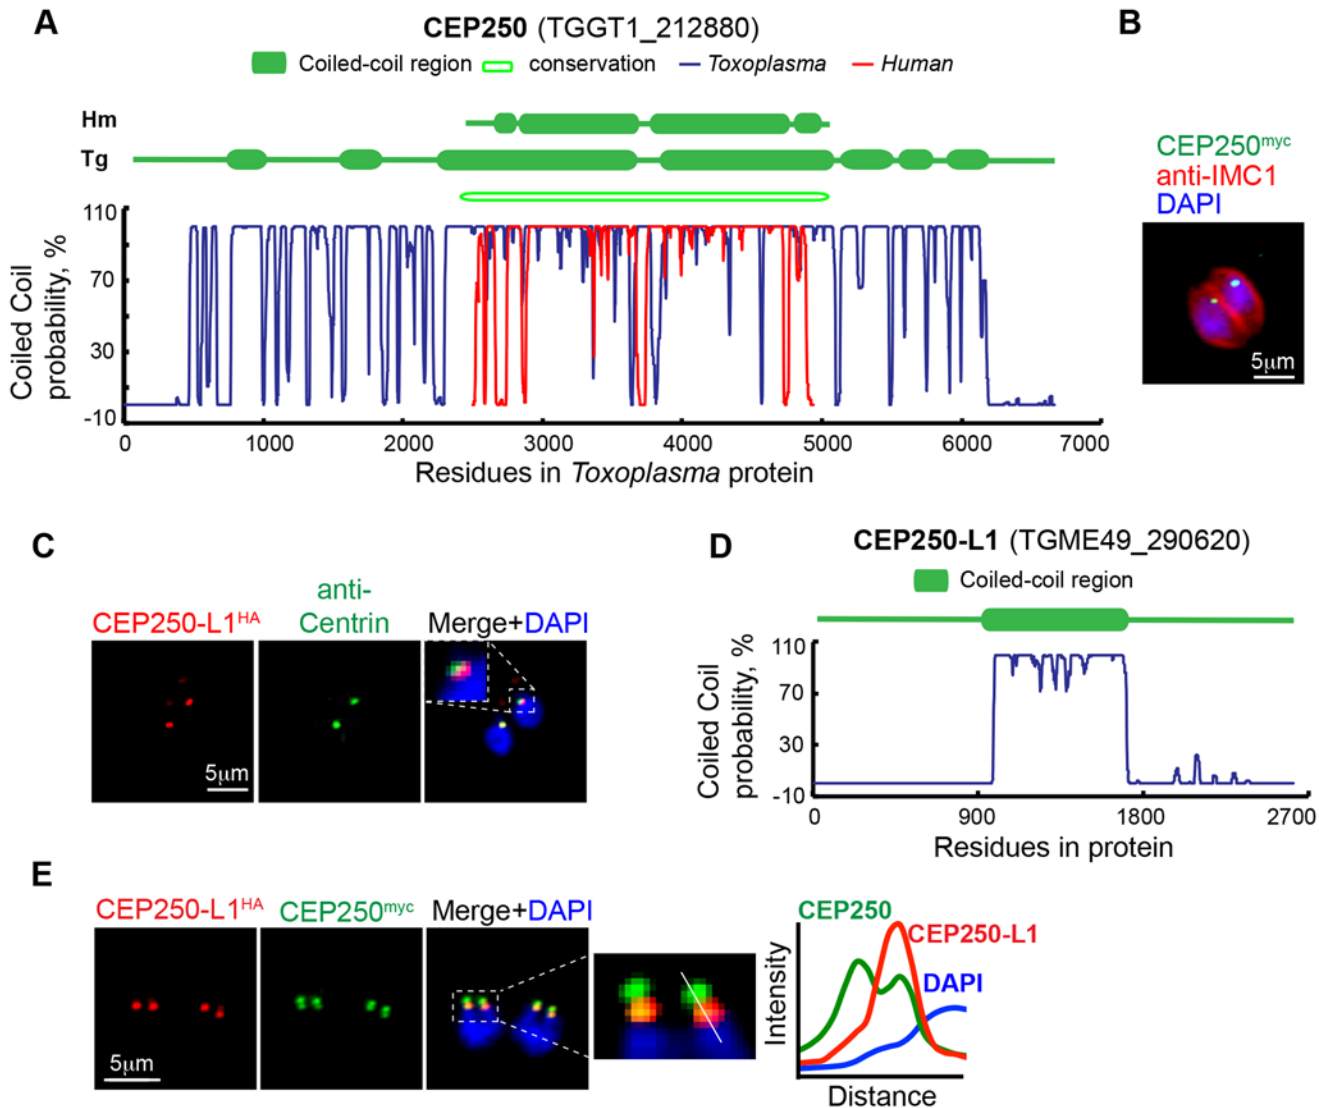 A
CEP250 (TGGT1_212880)
Coiled-coil region conservation Toxoplasma Human
Hm
Tg
Coiled Coil probability, %
110
70
30
-10
0 1000 2000 3000 4000 5000 6000 7000
Residues in Toxoplasma protein
B
CEP250myc
anti-IMC1
DAPI
5μm
C
CEP250-L1HA
anti-
Centrin
Merge+DAPI
5μm
D
CEP250-L1 (TGME49_290620)
Coiled-coil region
Coiled Coil
probability, %
110
70
30
-10
0 900 1800 2700
Residues in protein
E
CEP250-L1HA CEP250myc Merge+DAPI
5μm
CEP250
CEP250-L1
DAPI
Intensity
Distance